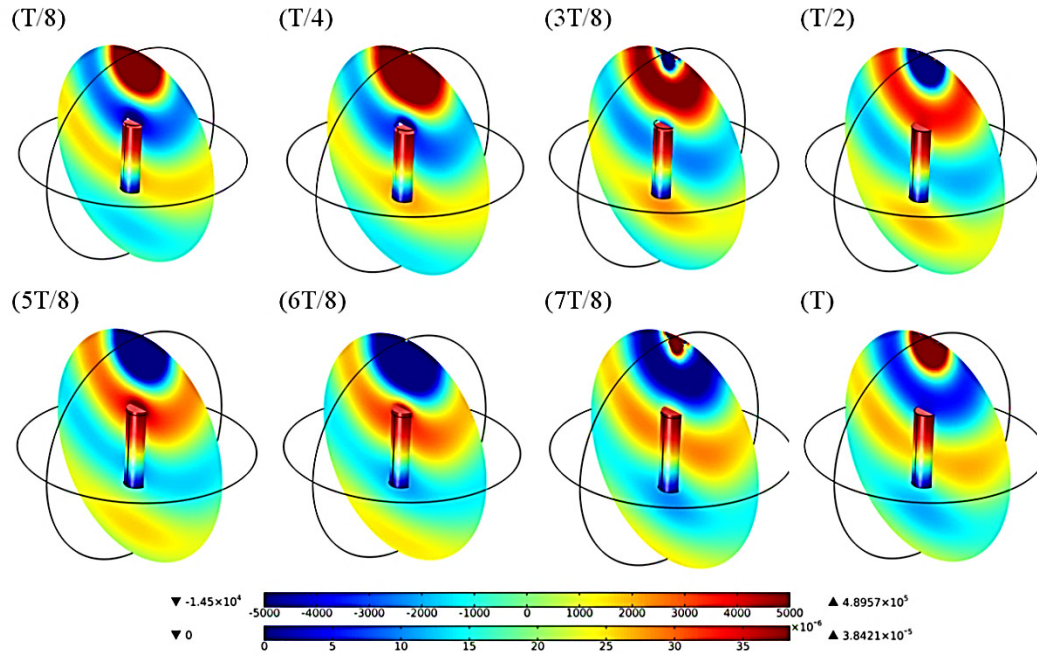 (T/8) (T/4) (3T/8) (T/2)
(5T/8) (6T/8) (7T/8) (T)
▼ -1.45×10⁴ ▲ 4.8957×10⁵
-5000 -4000 -3000 -2000 -1000 0 1000 2000 3000 4000 5000
×10⁻⁶
▼ 0 ▲ 3.8421×10⁻⁵
0 5 10 15 20 25 30 35